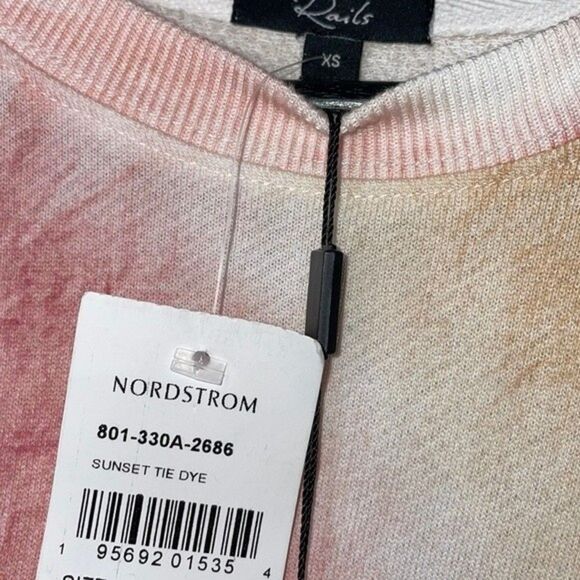 Rails
XS
NORDSTROM
801-330A-2686
SUNSET TIE DYE
1 95692 01535 4